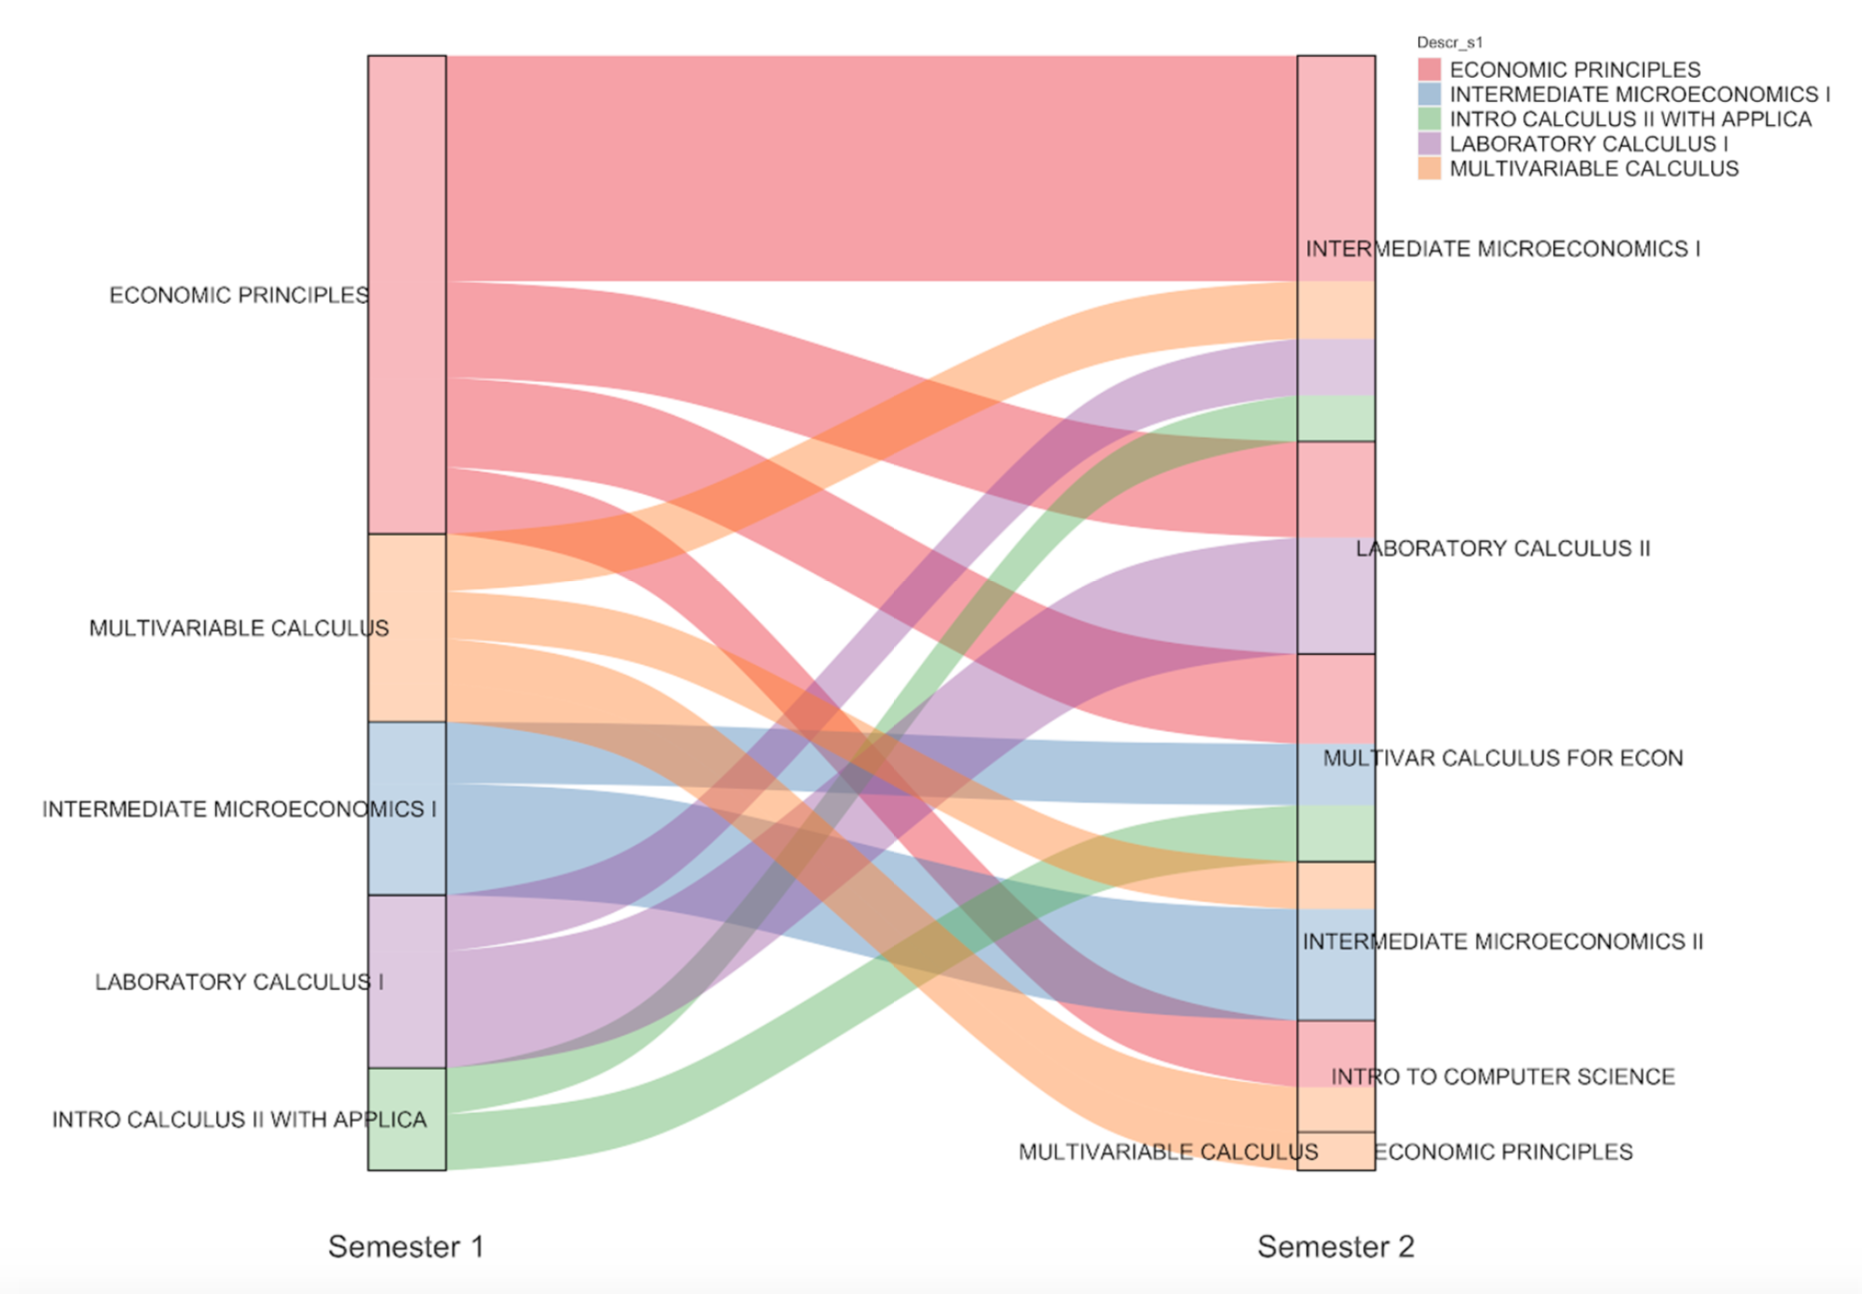 Descr_s1
ECONOMIC PRINCIPLES
INTERMEDIATE MICROECONOMICS I
INTRO CALCULUS II WITH APPLICA
LABORATORY CALCULUS I
MULTIVARIABLE CALCULUS
ECONOMIC PRINCIPLES
MULTIVARIABLE CALCULUS
INTERMEDIATE MICROECONOMICS I
LABORATORY CALCULUS I
INTRO CALCULUS II WITH APPLICA
INTERMEDIATE MICROECONOMICS I
LABORATORY CALCULUS II
MULTIVAR CALCULUS FOR ECON
INTERMEDIATE MICROECONOMICS II
INTRO TO COMPUTER SCIENCE
MULTIVARIABLE CALCULUS
ECONOMIC PRINCIPLES
Semester 1
Semester 2